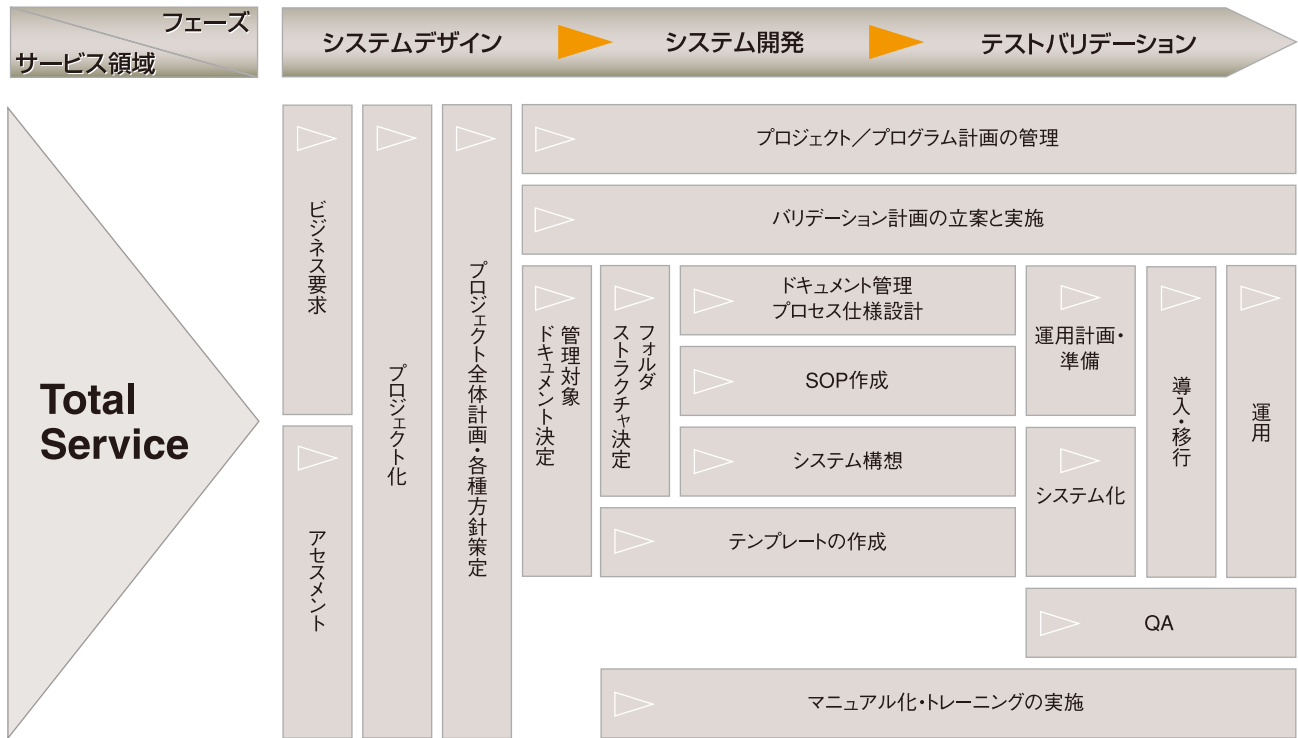 フェーズ
サービス領域
システムデザイン
システム開発
テストバリデーション
Total
Service
ビジネス要求
アセスメント
プロジェクト化
プロジェクト全体計画・各種方針策定
プロジェクト／プログラム計画の管理
バリデーション計画の立案と実施
管理対象
ドキュメント決定
フォルダ
ストラクチャ決定
ドキュメント管理
プロセス仕様設計
SOP作成
システム構想
テンプレートの作成
運用計画・
準備
システム化
導入・移行
運用
QA
マニュアル化・トレーニングの実施